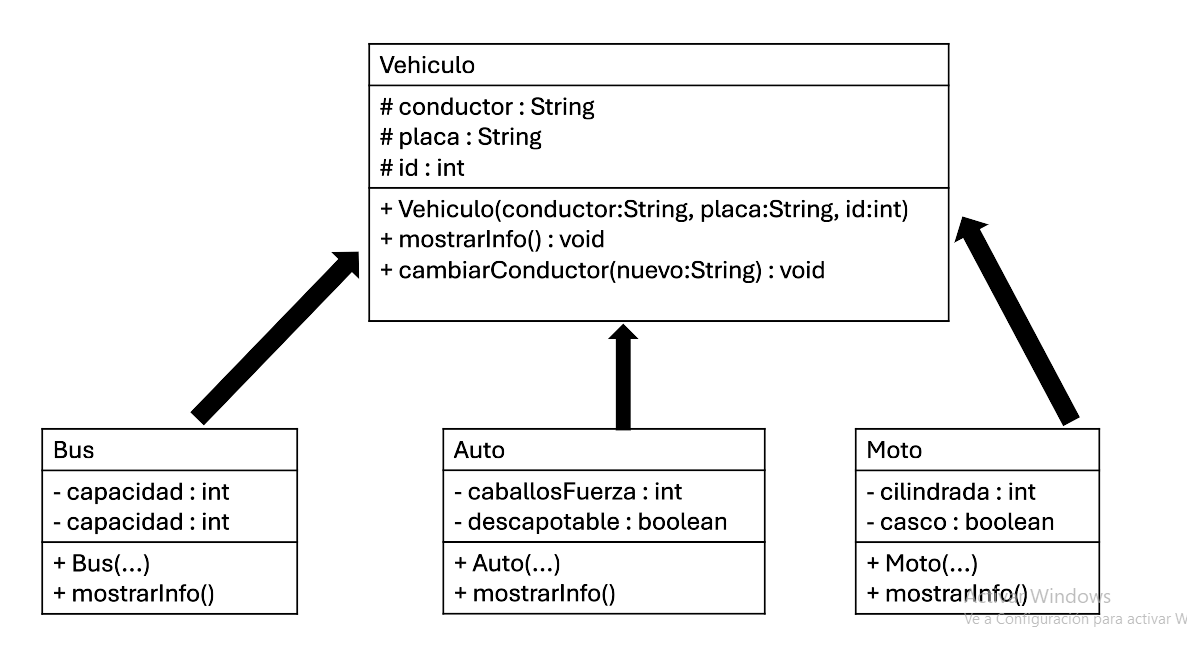 Vehiculo
# conductor : String
# placa : String
# id : int
+ Vehiculo(conductor:String, placa:String, id:int)
+ mostrarInfo() : void
+ cambiarConductor(nuevo:String) : void
Bus
- capacidad : int
- capacidad : int
+ Bus(...)
+ mostrarInfo()
Auto
- caballosFuerza : int
- descapotable : boolean
+ Auto(...)
+ mostrarInfo()
Moto
- cilindrada : int
- casco : boolean
+ Moto(...)
+ mostrarInfo()
Activar Windows
Ve a Configuración para activar W